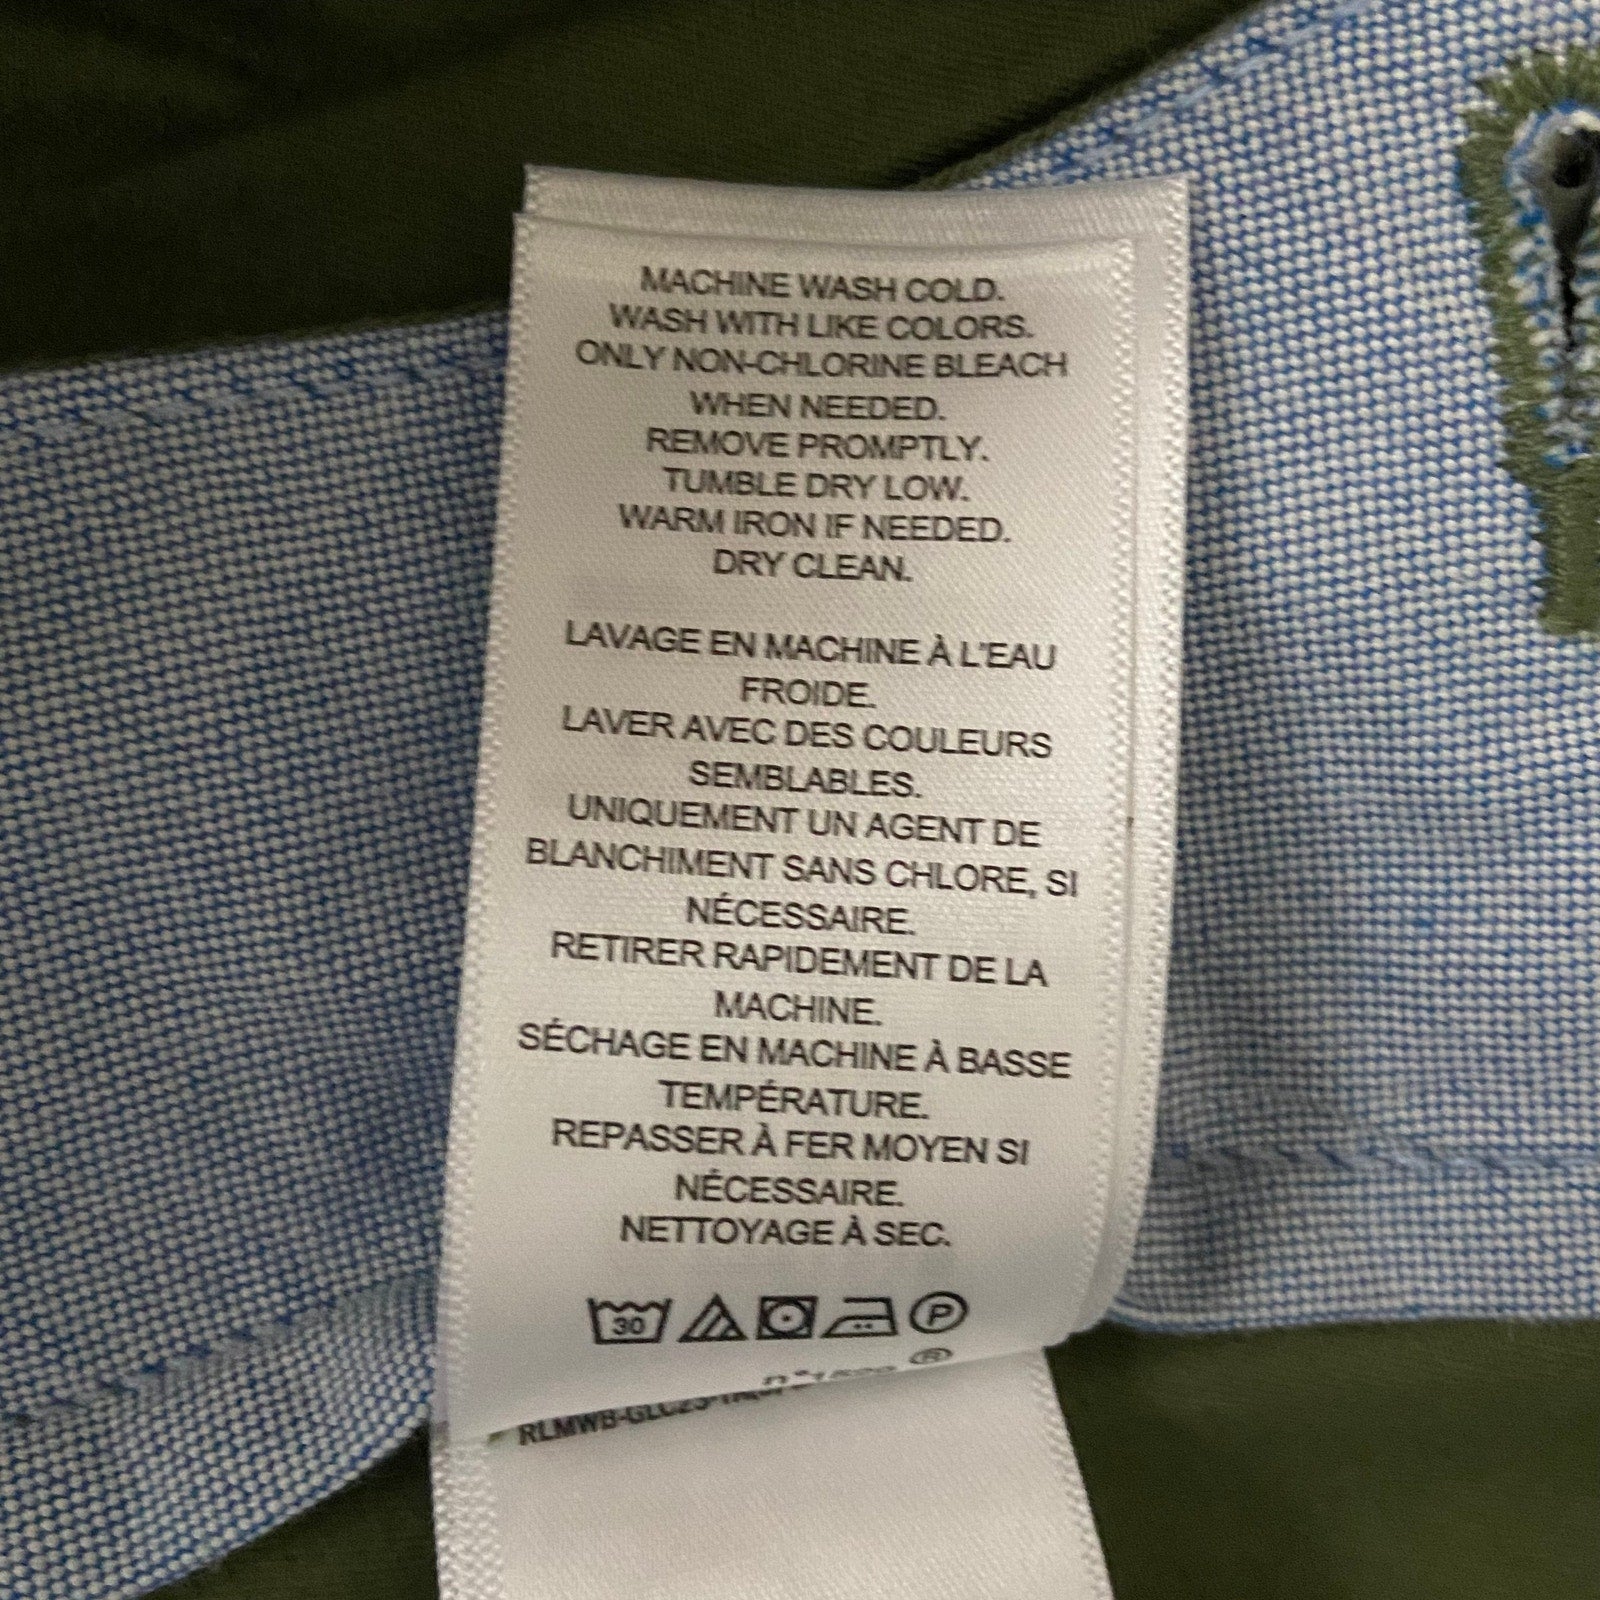 MACHINE WASH COLD.
WASH WITH LIKE COLORS.
ONLY NON-CHLORINE BLEACH
WHEN NEEDED.
REMOVE PROMPTLY.
TUMBLE DRY LOW.
WARM IRON IF NEEDED.
DRY CLEAN.
LAVAGE EN MACHINE À L'EAU
FROIDE.
LAVER AVEC DES COULEURS
SEMBLABLES.
UNIQUEMENT UN AGENT DE
BLANCHIMENT SANS CHLORE, SI
NÉCESSAIRE.
RETIRER RAPIDEMENT DE LA
MACHINE.
SÉCHAGE EN MACHINE À BASSE
TEMPÉRATURE.
REPASSER À FER MOYEN SI
NÉCESSAIRE.
NETTOYAGE À SEC.
30 P
®